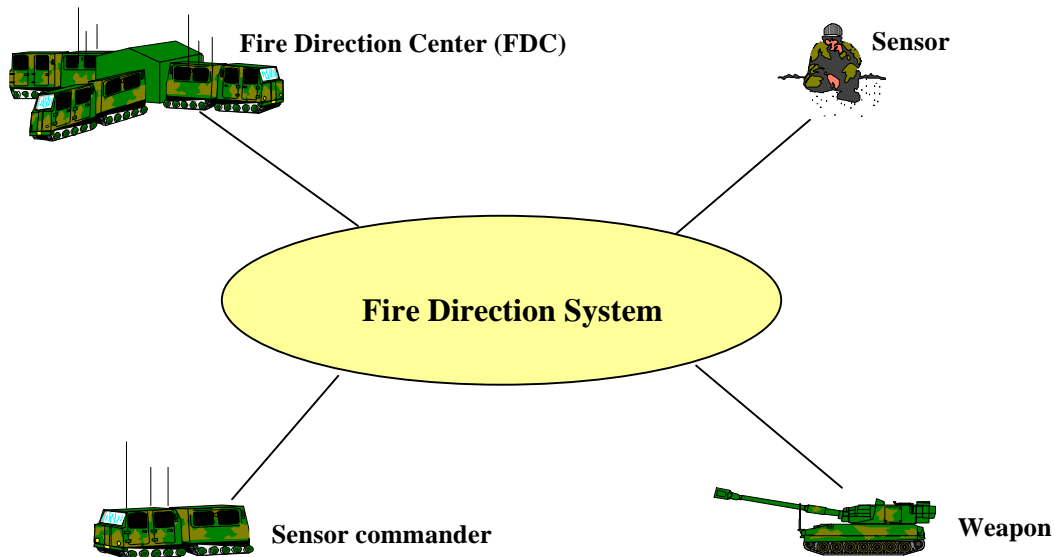 Fire Direction Center (FDC)
Sensor
Fire Direction System
Sensor commander
Weapon